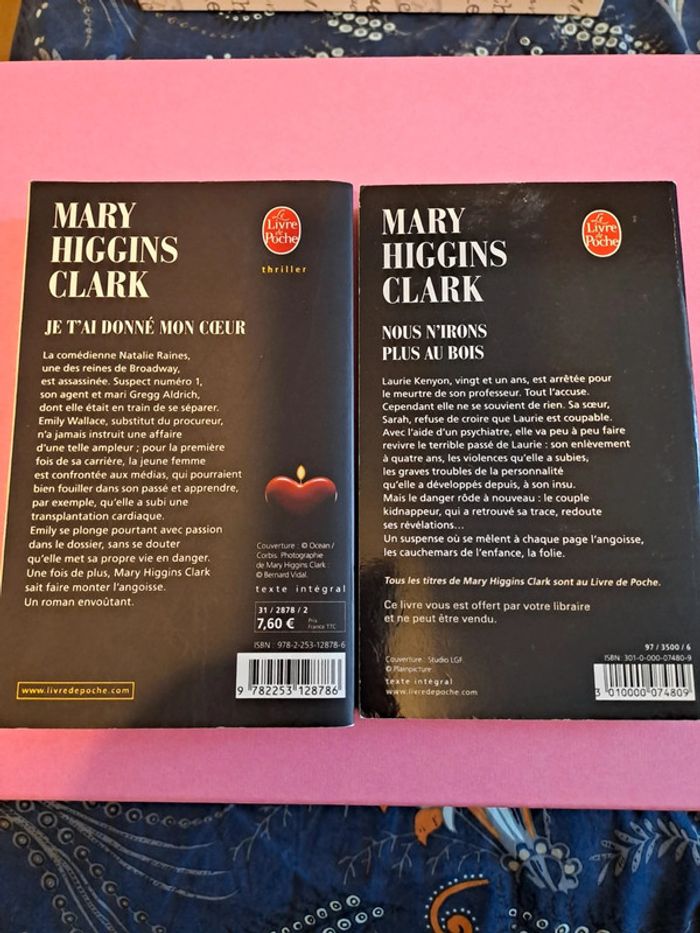 MARY
HIGGINS
CLARK
Le
Livre
de
Poche
thriller
JE T'AI DONNÉ MON CŒUR
La comédienne Natalie Raines,
une des reines de Broadway,
est assassinée. Suspect numéro 1,
son agent et mari Gregg Aldrich,
dont elle était en train de se séparer.
Emily Wallace, substitut du procureur,
n'a jamais instruit une affaire
d'une telle ampleur ; pour la première
fois de sa carrière, la jeune femme
est confrontée aux médias, qui pourraient
bien fouiller dans son passé et apprendre,
par exemple, qu'elle a subi une
transplantation cardiaque.
Emily se plonge pourtant avec passion
dans le dossier, sans se douter
qu'elle met sa propre vie en danger.
Une fois de plus, Mary Higgins Clark
sait faire monter l'angoisse.
Un roman envoûtant.
Couverture : © Ocean /
Corbis. Photographie
de Mary Higgins Clark :
© Bernard Vidal.
texte intégral
31 / 2878 / 2
7,60 € Prix
France TTC
ISBN : 978-2-253-12878-6
9 782253 128786
www.livredepoche.com
MARY
HIGGINS
CLARK
Le
Livre
de
Poche
NOUS N'IRONS
PLUS AU BOIS
Laurie Kenyon, vingt et un ans, est arrêtée pour
le meurtre de son professeur. Tout l'accuse.
Cependant elle ne se souvient de rien. Sa sœur,
Sarah, refuse de croire que Laurie est coupable.
Avec l'aide d'un psychiatre, elle va peu à peu faire
revivre le terrible passé de Laurie : son enlèvement
à quatre ans, les violences qu'elle a subies,
les graves troubles de la personnalité
qu'elle a développés depuis, à son insu.
Mais le danger rôde à nouveau : le couple
kidnappeur, qui a retrouvé sa trace, redoute
ses révélations...
Un suspense où se mêlent à chaque page l'angoisse,
les cauchemars de l'enfance, la folie.
Tous les titres de Mary Higgins Clark sont au Livre de Poche.
Ce livre vous est offert par votre libraire
et ne peut être vendu.
Couverture : Studio LGF.
© Plainpicture.
texte intégral
www.livredepoche.com
97 / 3500 / 6
ISBN: 301-0-000-07480-9
3 010000 074809